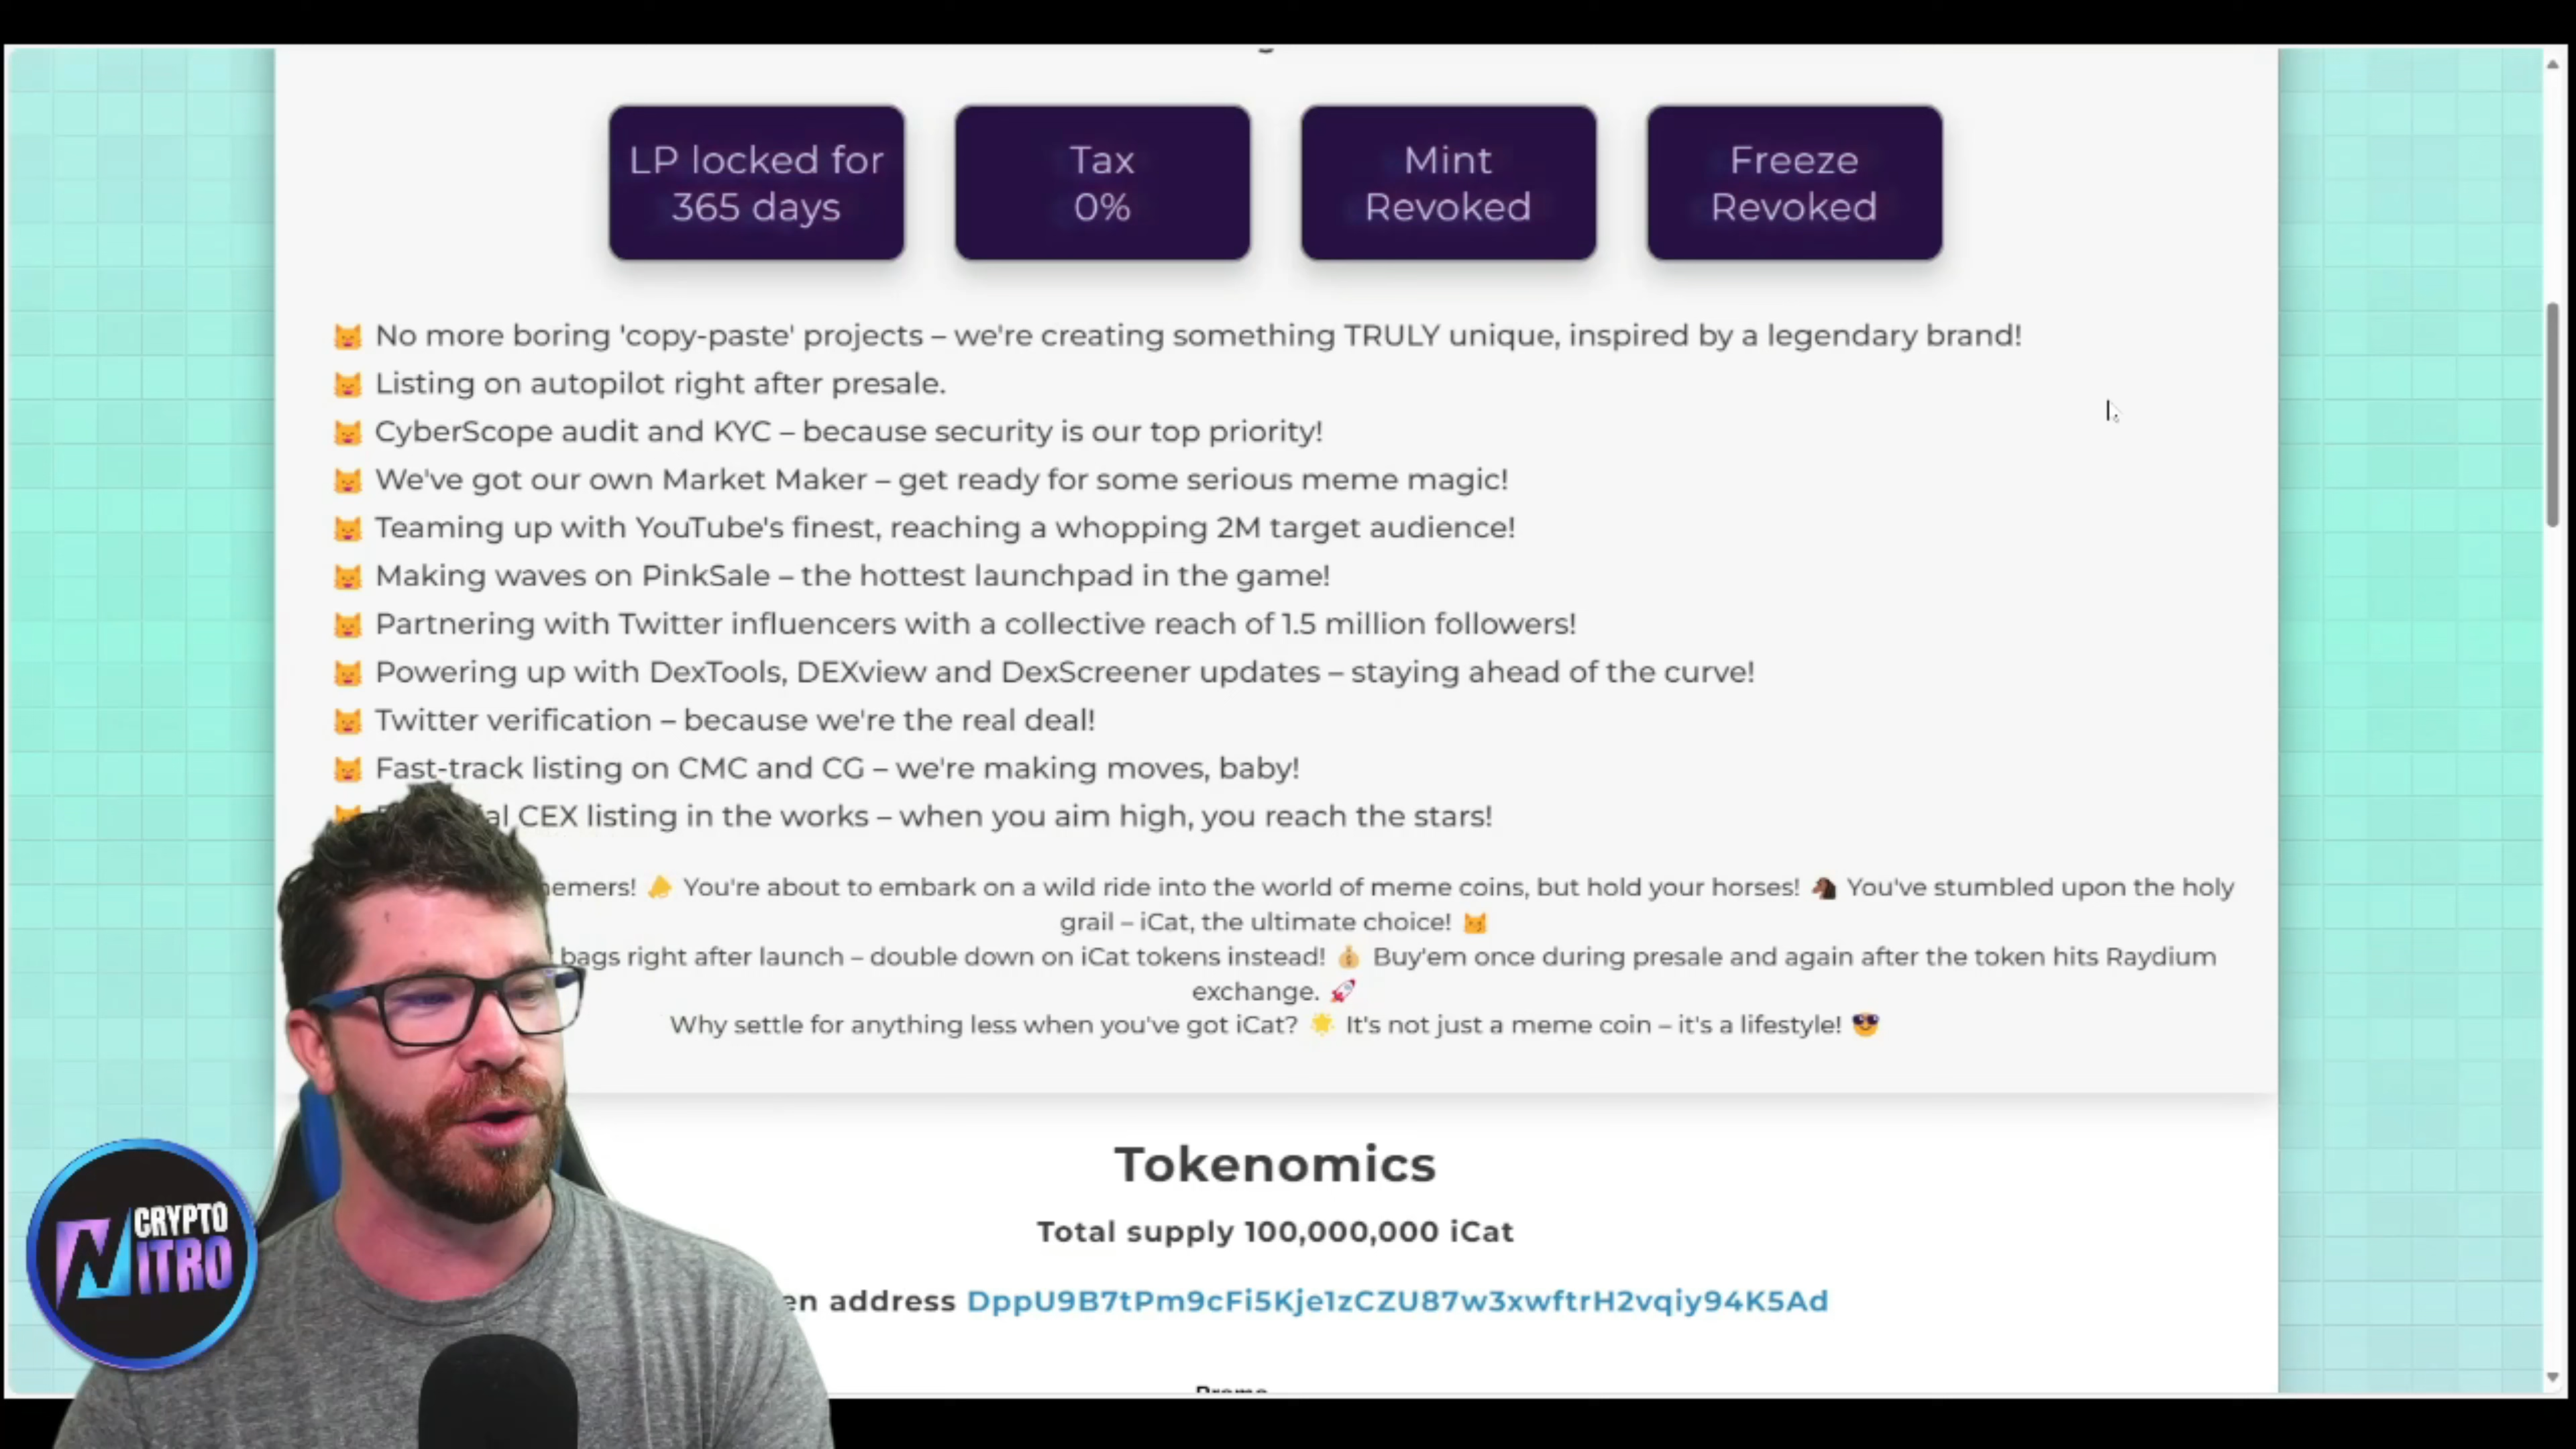 LP locked for
365 days
Tax
0%
Mint
Revoked
Freeze
Revoked
No more boring 'copy-paste' projects – we're creating something TRULY unique, inspired by a legendary brand!
Listing on autopilot right after presale.
CyberScope audit and KYC – because security is our top priority!
We've got our own Market Maker – get ready for some serious meme magic!
Teaming up with YouTube's finest, reaching a whopping 2M target audience!
Making waves on PinkSale – the hottest launchpad in the game!
Partnering with Twitter influencers with a collective reach of 1.5 million followers!
Powering up with DexTools, DEXview and DexScreener updates – staying ahead of the curve!
Twitter verification – because we're the real deal!
Fast-track listing on CMC and CG – we're making moves, baby!
CEX listing in the works – when you aim high, you reach the stars!
You're about to embark on a wild ride into the world of meme coins, but hold your horses! 🐴 You've stumbled upon the holy
grail – iCat, the ultimate choice!
bags right after launch – double down on iCat tokens instead! 💰 Buy'em once during presale and again after the token hits Raydium
exchange. 🚀
Why settle for anything less when you've got iCat? 🌟 It's not just a meme coin – it's a lifestyle! 😎
Tokenomics
Total supply 100,000,000 iCat
address DppU9B7tPm9cFi5Kje1zCZU87w3xwftrH2vqiy94K5Ad
CRYPTO
NITRO